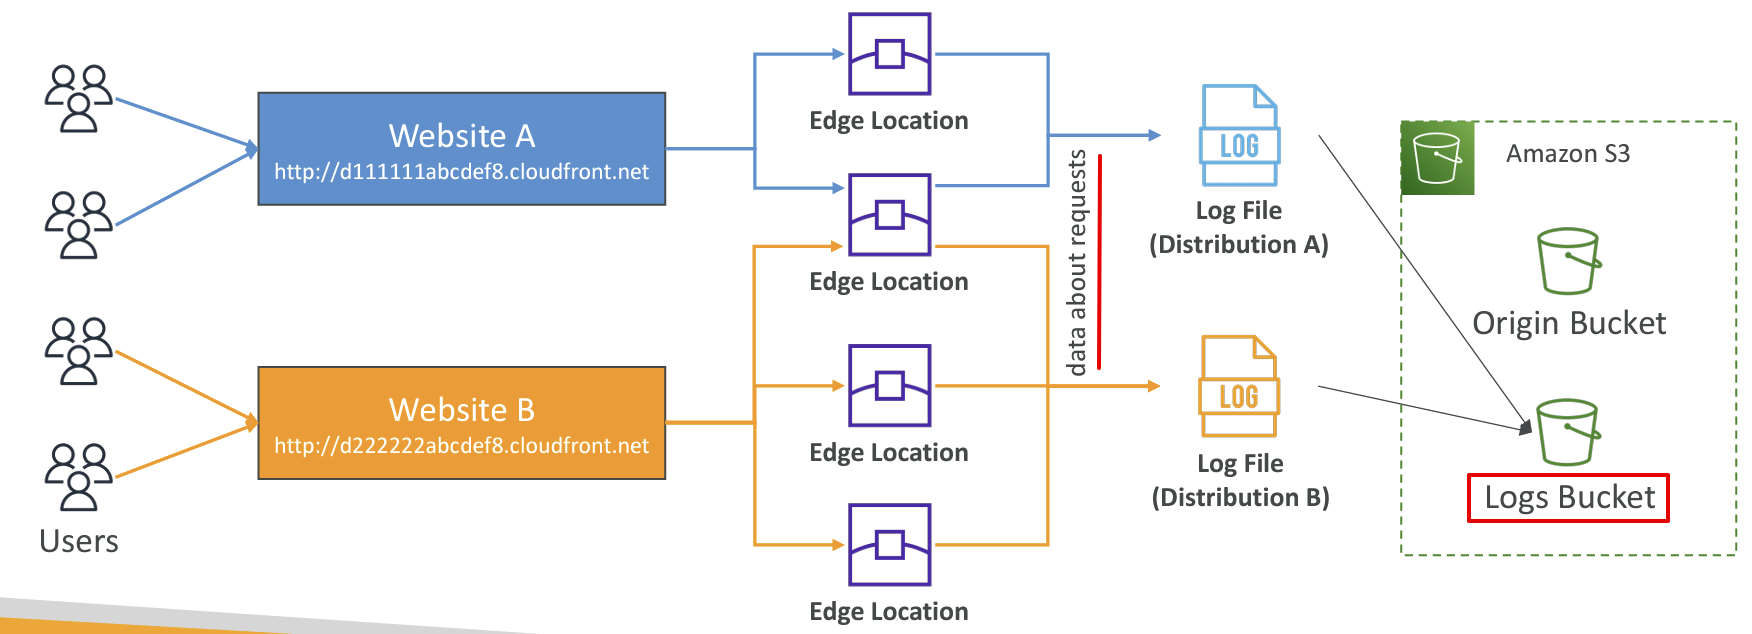 Website A
http://d111111abcdef8.cloudfront.net
Website B
http://d222222abcdef8.cloudfront.net
Users
Edge Location
Edge Location
Edge Location
Edge Location
data about requests
LOG
Log File
(Distribution A)
LOG
Log File
(Distribution B)
Amazon S3
Origin Bucket
Logs Bucket